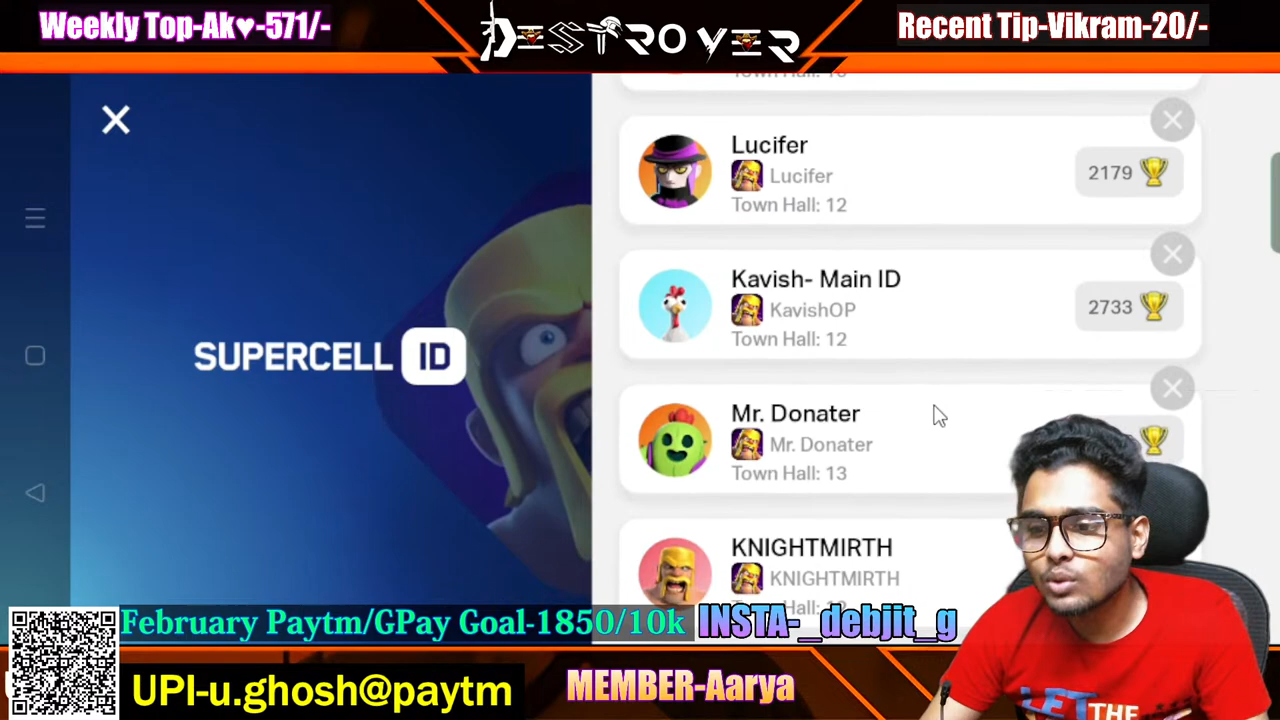 Weekly Top-Ak♥-571/-
DESTROYER
Recent Tip-Vikram-20/-
Lucifer
Lucifer
Town Hall: 12
2179
Kavish- Main ID
KavishOP
Town Hall: 12
2733
SUPERCELL ID
Mr. Donater
Mr. Donater
Town Hall: 13
KNIGHTMIRTH
KNIGHTMIRTH
February Paytm/GPay Goal-1850/10k
INSTA-_debjit_g
UPI-u.ghosh@paytm
MEMBER-Aarya
LET
THE